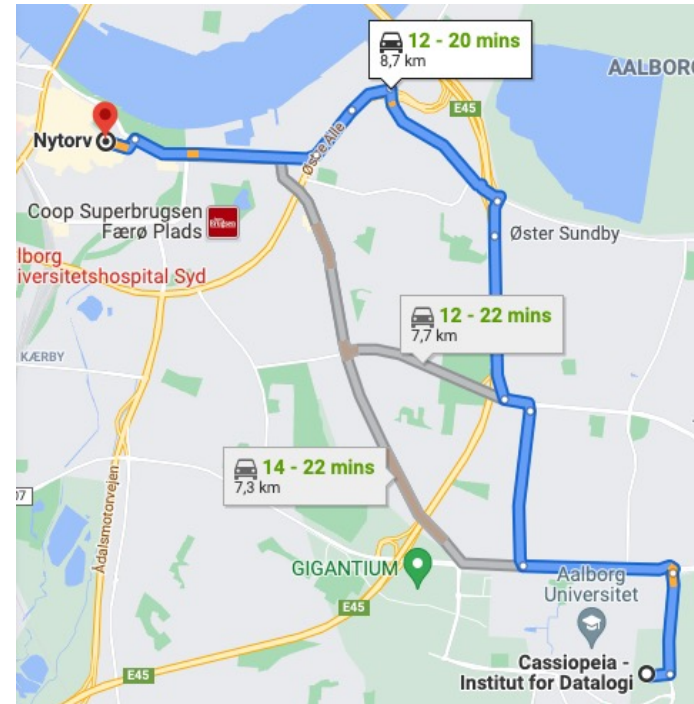 12 - 20 mins
8,7 km
AALBORG
E45
Nytorv
Østre Alle
Coop Superbrugsen
Færø Plads
Øster Sundby
lborg
iversitetshospital Syd
12 - 22 mins
7,7 km
KÆRBY
14 - 22 mins
7,3 km
07
Ådalsmotorvejen
GIGANTIUM
Aalborg
Universitet
E45
E45
Cassiopeia -
Institut for Datalogi